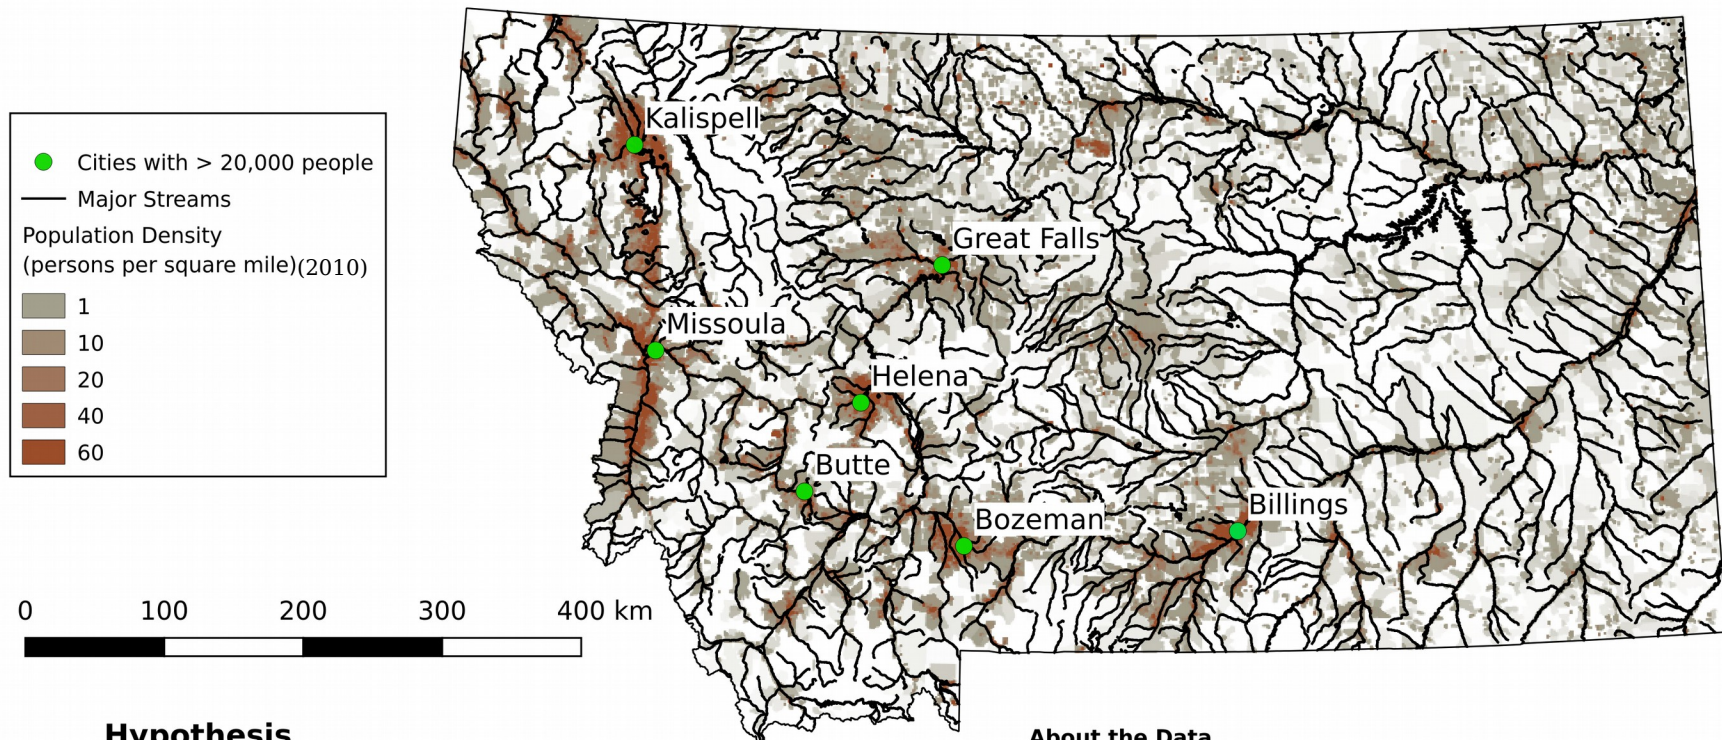 Cities with > 20,000 people
Major Streams
Population Density
(persons per square mile)(2010)
1
10
20
40
60
0 100 200 300 400 km
Kalispell
Great Falls
Missoula
Helena
Butte
Bozeman
Billings
Hypothesis
About the Data